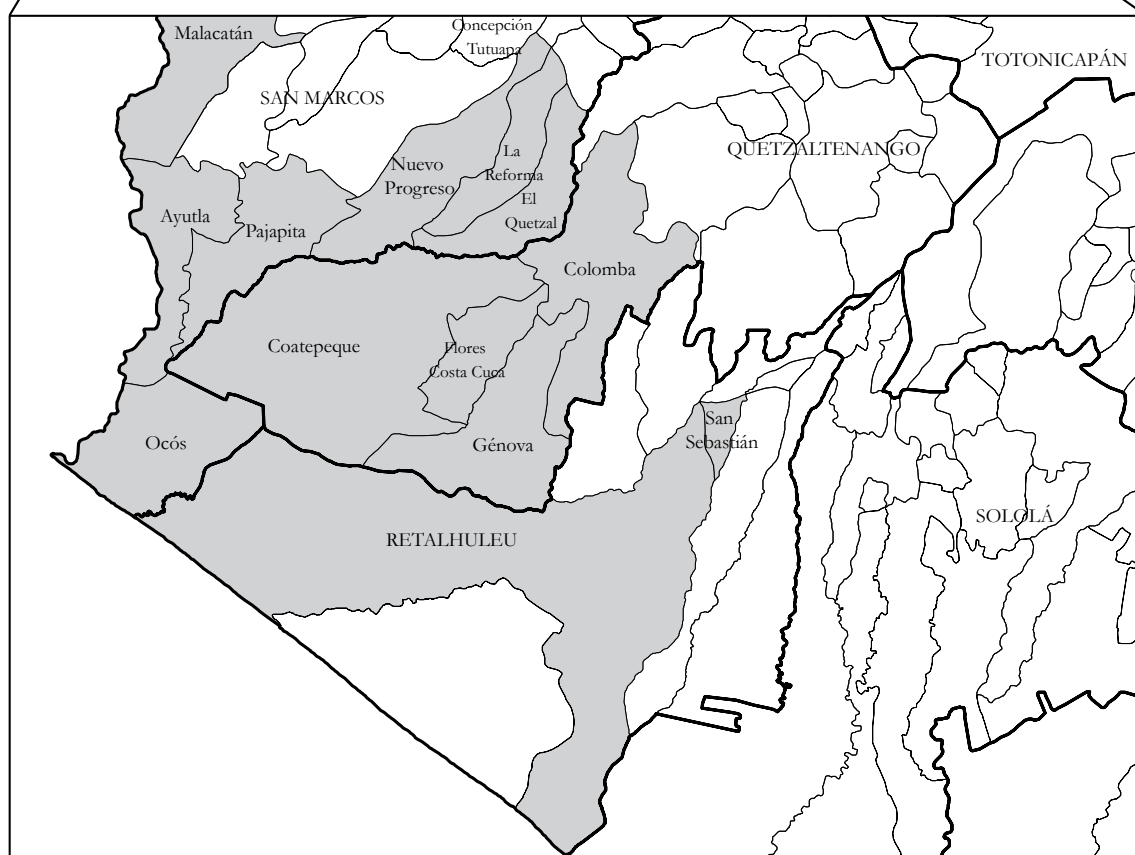 Concepción
Tutuapa
Malacatán
TOTONICAPÁN
SAN MARCOS
QUETZALTENANGO
La
Reforma
Nuevo
Progreso
El
Quetzal
Ayutla
Pajapita
Colomba
Coatepeque
Flores
Costa Cuca
San
Sebastián
Ocós
Génova
SOLOLÁ
RETALHULEU